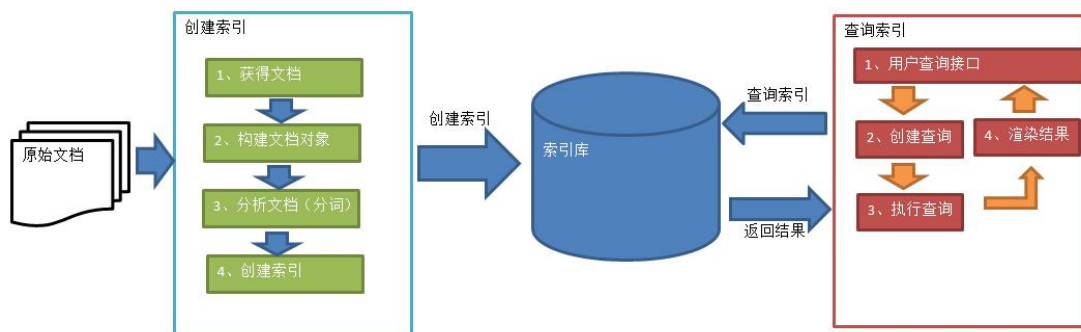 原始文档
创建索引
1、获得文档
2、构建文档对象
3、分析文档（分词）
4、创建索引
创建索引
索引库
查询索引
返回结果
查询索引
1、用户查询接口
2、创建查询
4、渲染结果
3、执行查询